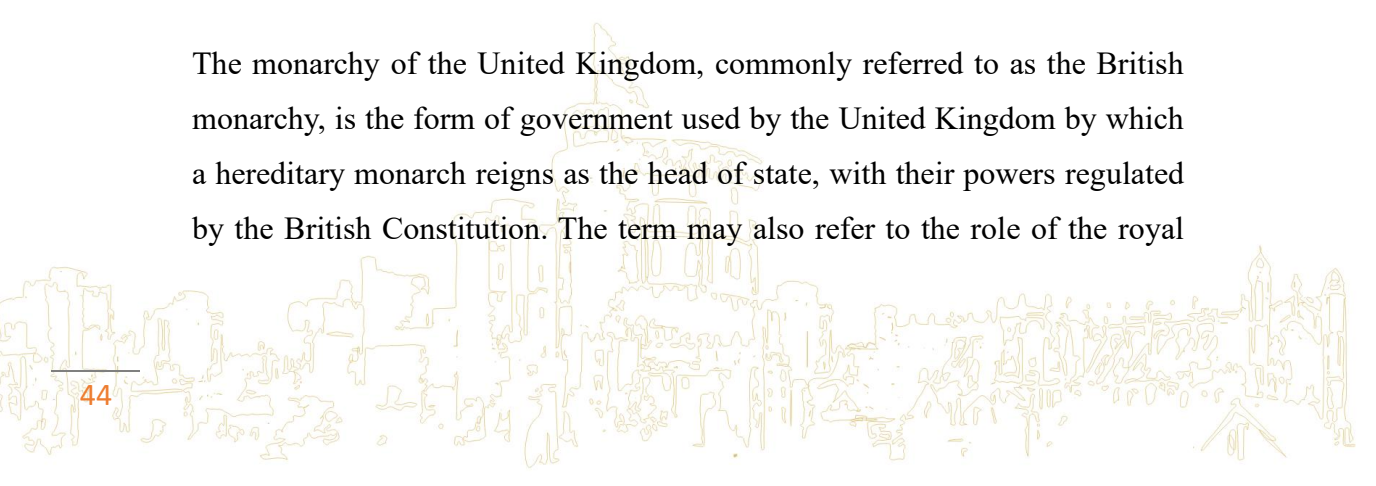 The monarchy of the United Kingdom, commonly referred to as the British
monarchy, is the form of government used by the United Kingdom by which
a hereditary monarch reigns as the head of state, with their powers regulated
by the British Constitution. The term may also refer to the role of the royal
44